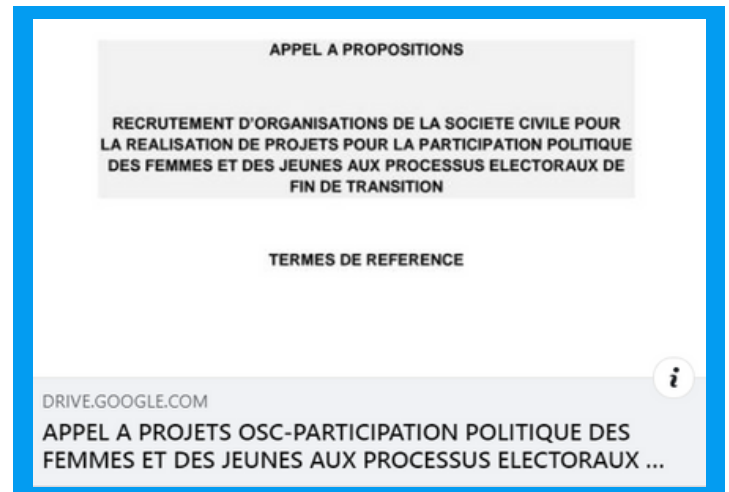 APPEL A PROPOSITIONS
RECRUTEMENT D'ORGANISATIONS DE LA SOCIETE CIVILE POUR
LA REALISATION DE PROJETS POUR LA PARTICIPATION POLITIQUE
DES FEMMES ET DES JEUNES AUX PROCESSUS ELECTORAUX DE
FIN DE TRANSITION
TERMES DE REFERENCE
i
DRIVE.GOOGLE.COM
APPEL A PROJETS OSC-PARTICIPATION POLITIQUE DES
FEMMES ET DES JEUNES AUX PROCESSUS ELECTORAUX ...